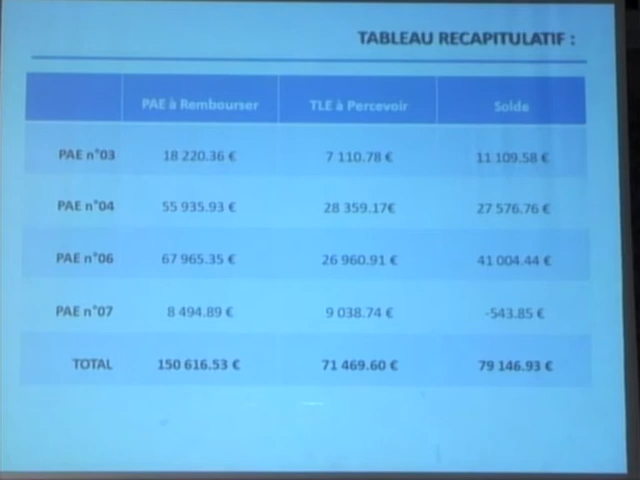 TABLEAU RECAPITULATIF :
PAE à Rembourser TLE à Percevoir Solde
PAE n°03 18 220.36 € 7 110.78 € 11 109.58 €
PAE n°04 55 935.93 € 28 359.17€ 27 576.76 €
PAE n°06 67 965.35 € 26 960.91 € 41 004.44 €
PAE n°07 8 494.89 € 9 038.74 € -543.85 €
TOTAL 150 616.53 € 71 469.60 € 79 146.93 €